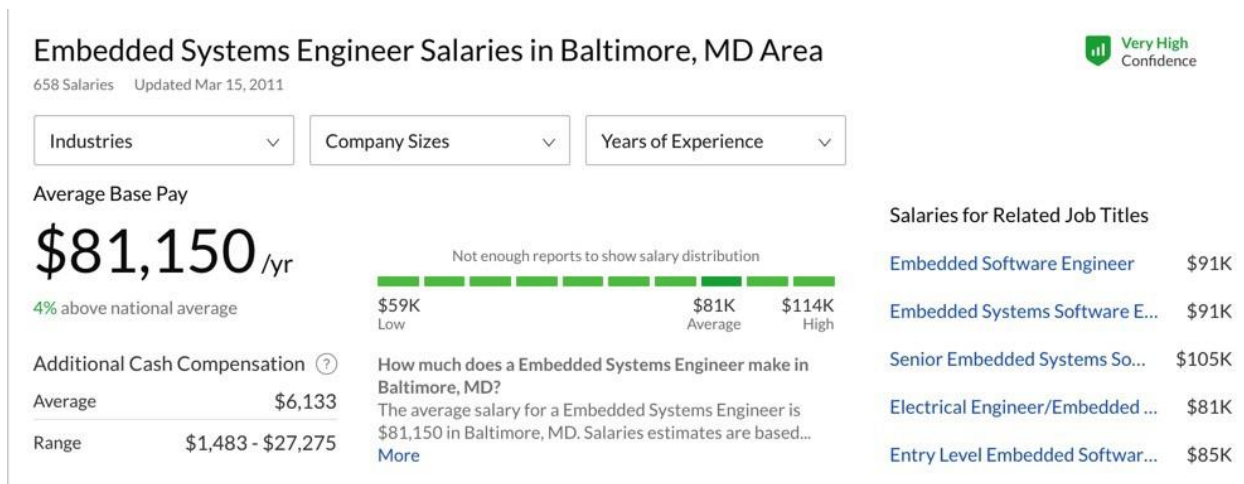 Embedded Systems Engineer Salaries in Baltimore, MD Area
658 Salaries Updated Mar 15, 2011
Very High
Confidence
Industries
Company Sizes
Years of Experience
Average Base Pay
$81,150 /yr
4% above national average
Not enough reports to show salary distribution
$59K
Low
$81K
Average
$114K
High
Additional Cash Compensation ?
Average $6,133
Range $1,483 - $27,275
How much does a Embedded Systems Engineer make in
Baltimore, MD?
The average salary for a Embedded Systems Engineer is
$81,150 in Baltimore, MD. Salaries estimates are based...
More
Salaries for Related Job Titles
Embedded Software Engineer $91K
Embedded Systems Software E... $91K
Senior Embedded Systems So... $105K
Electrical Engineer/Embedded ... $81K
Entry Level Embedded Softwar... $85K